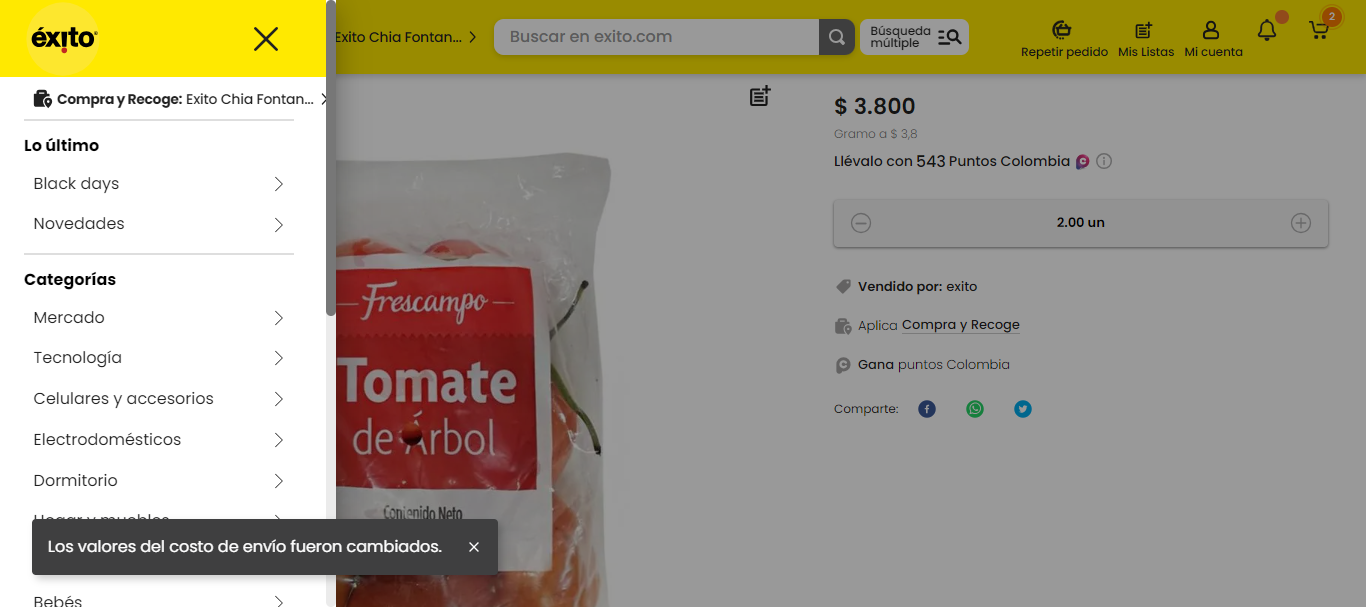 éxito
Exito Chia Fontan...
Buscar en exito.com
Búsqueda
múltiple
Repetir pedido
Mis Listas
Mi cuenta
2
Compra y Recoge: Exito Chia Fontan...
Lo último
Black days
Novedades
Categorías
Mercado
Tecnología
Celulares y accesorios
Electrodomésticos
Dormitorio
Hogar y muebles
Los valores del costo de envío fueron cambiados.
Bebés
Frescampo
Tomate
de Árbol
Contenido Neto
$ 3.800
Gramo a $ 3,8
Llévalo con 543 Puntos Colombia
2.00 un
Vendido por: exito
Aplica Compra y Recoge
Gana puntos Colombia
Comparte: